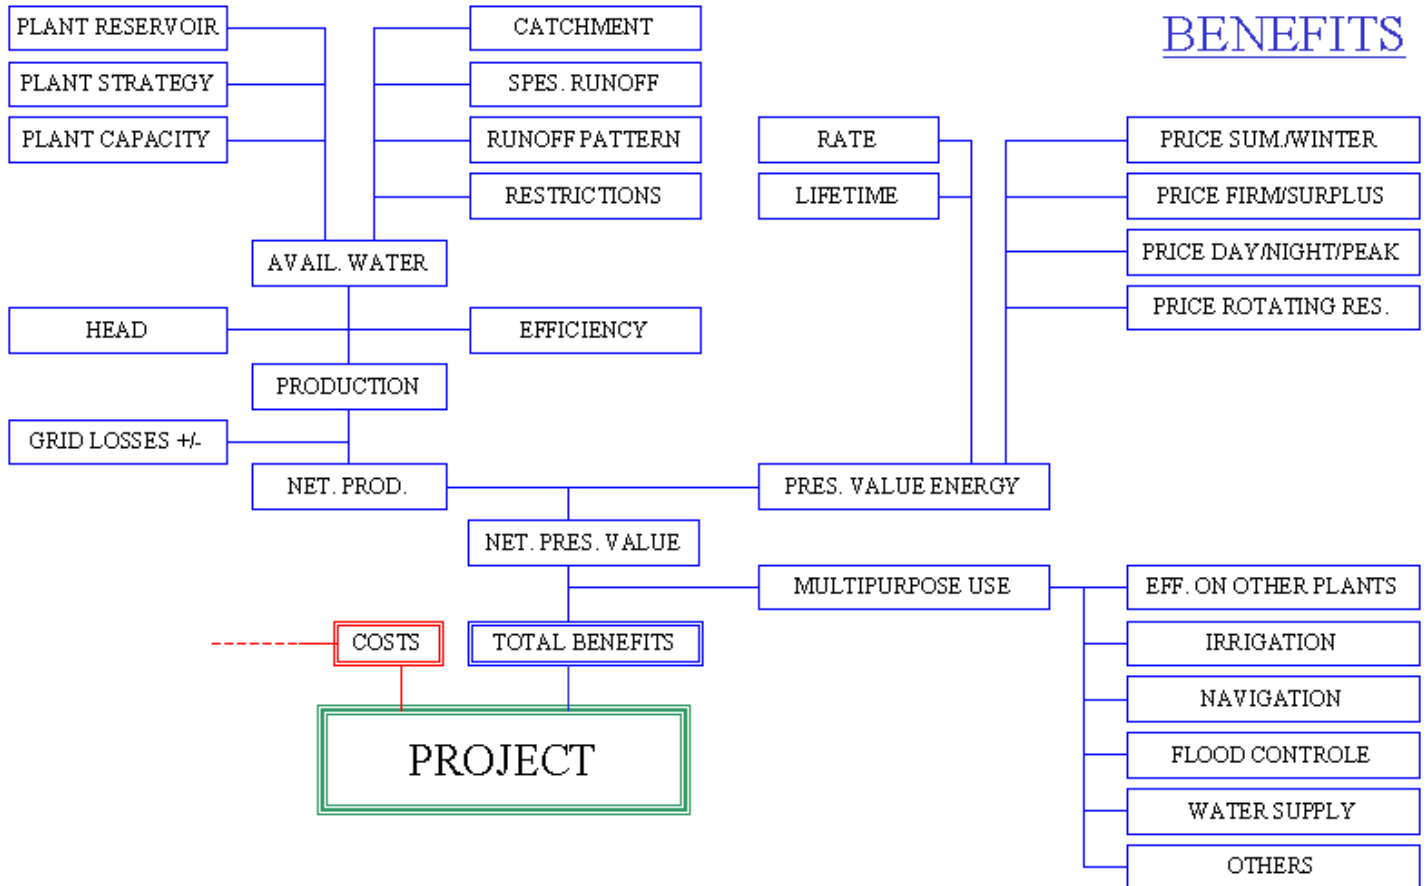 PLANT RESERVOIR
CATCHMENT
BENEFITS
PLANT STRATEGY
SPES. RUNOFF
PLANT CAPACITY
RUNOFF PATTERN
RATE
PRICE SUM./WINTER
RESTRICTIONS
LIFETIME
PRICE FIRM/SURPLUS
AVAIL. WATER
PRICE DAY/NIGHT/PEAK
HEAD
EFFICIENCY
PRICE ROTATING RES.
PRODUCTION
GRID LOSSES +/-
NET. PROD.
PRES. VALUE ENERGY
NET. PRES. VALUE
MULTIPURPOSE USE
EFF. ON OTHER PLANTS
COSTS
TOTAL BENEFITS
IRRIGATION
NAVIGATION
PROJECT
FLOOD CONTROLE
WATER SUPPLY
OTHERS